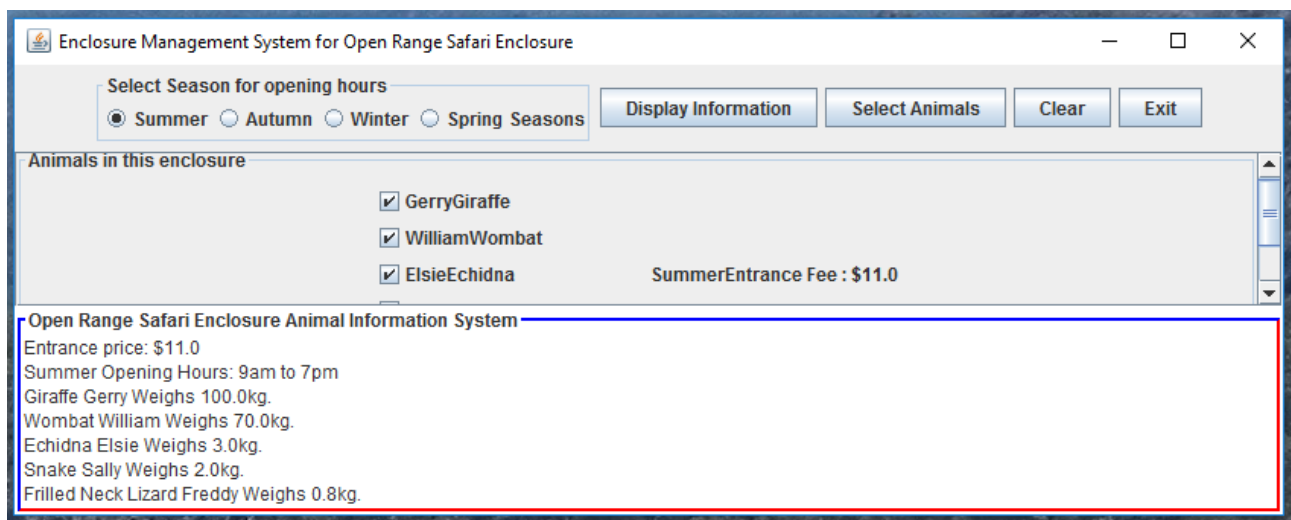 Enclosure Management System for Open Range Safari Enclosure
Select Season for opening hours
Summer Autumn Winter Spring Seasons
Display Information Select Animals Clear Exit
Animals in this enclosure
GerryGiraffe
WilliamWombat
ElsieEchidna SummerEntrance Fee : $11.0
Open Range Safari Enclosure Animal Information System
Entrance price: $11.0
Summer Opening Hours: 9am to 7pm
Giraffe Gerry Weighs 100.0kg.
Wombat William Weighs 70.0kg.
Echidna Elsie Weighs 3.0kg.
Snake Sally Weighs 2.0kg.
Frilled Neck Lizard Freddy Weighs 0.8kg.